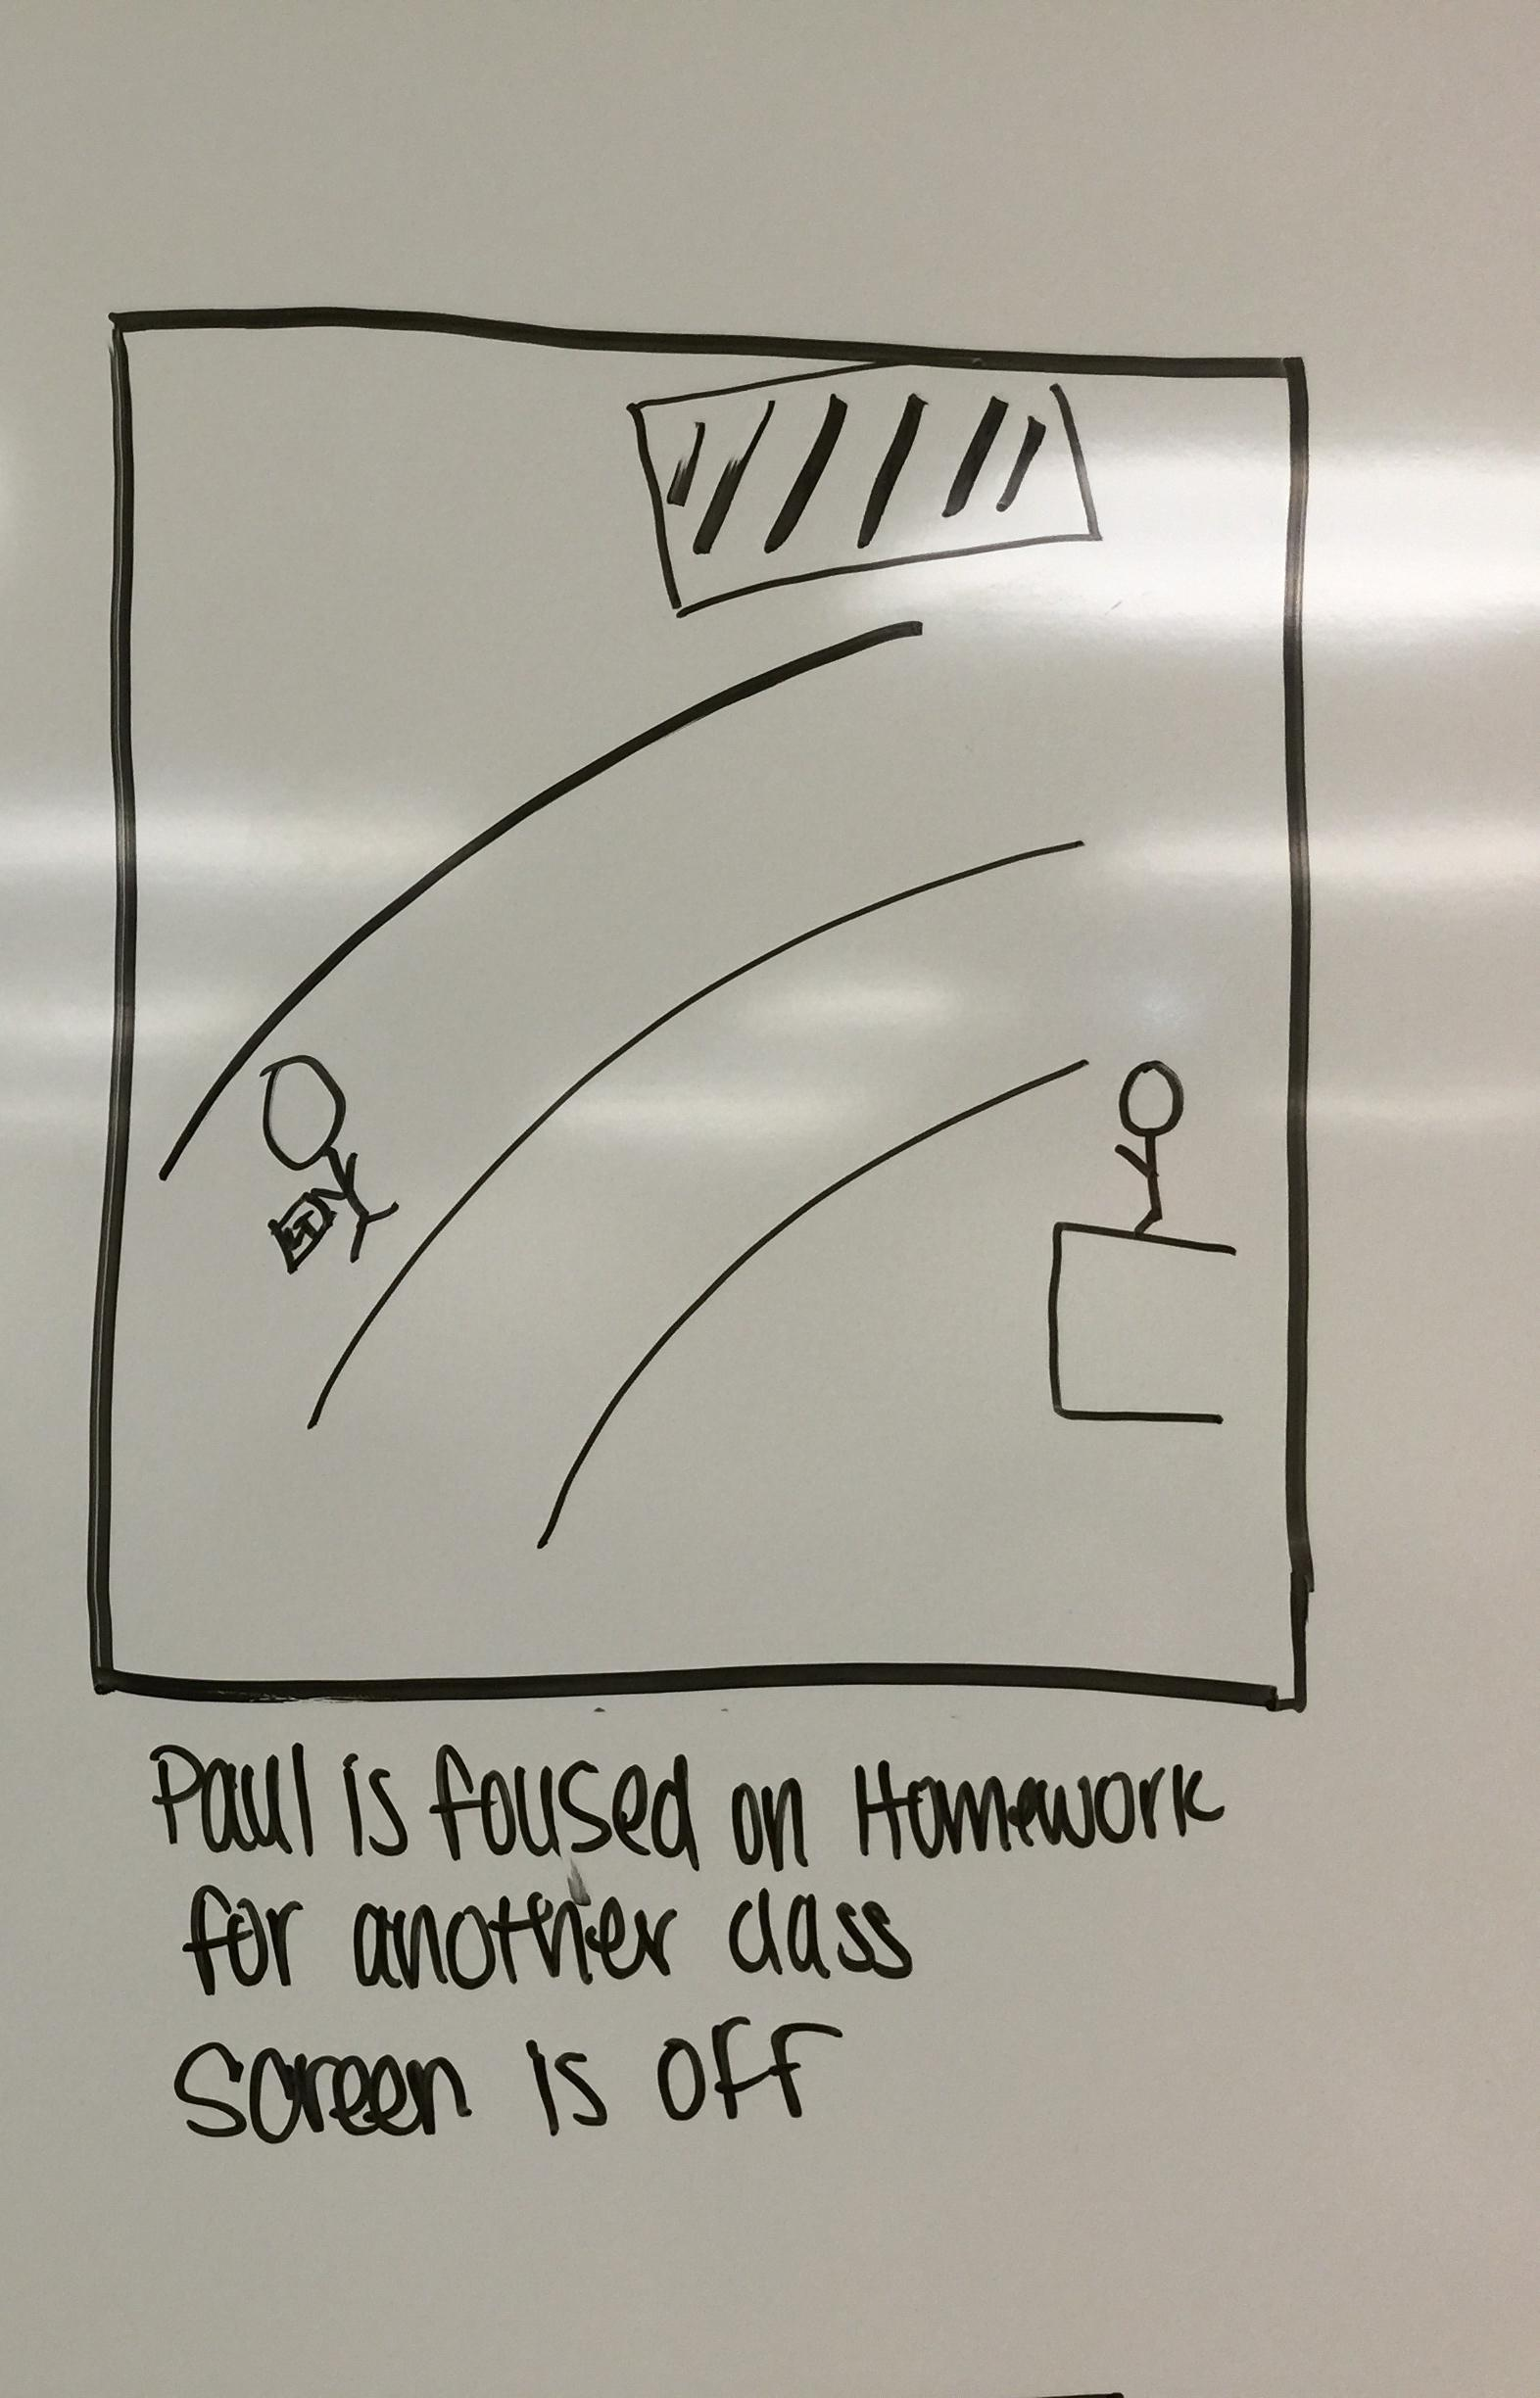 Paul is foused on Homework
for another class
Screen is off